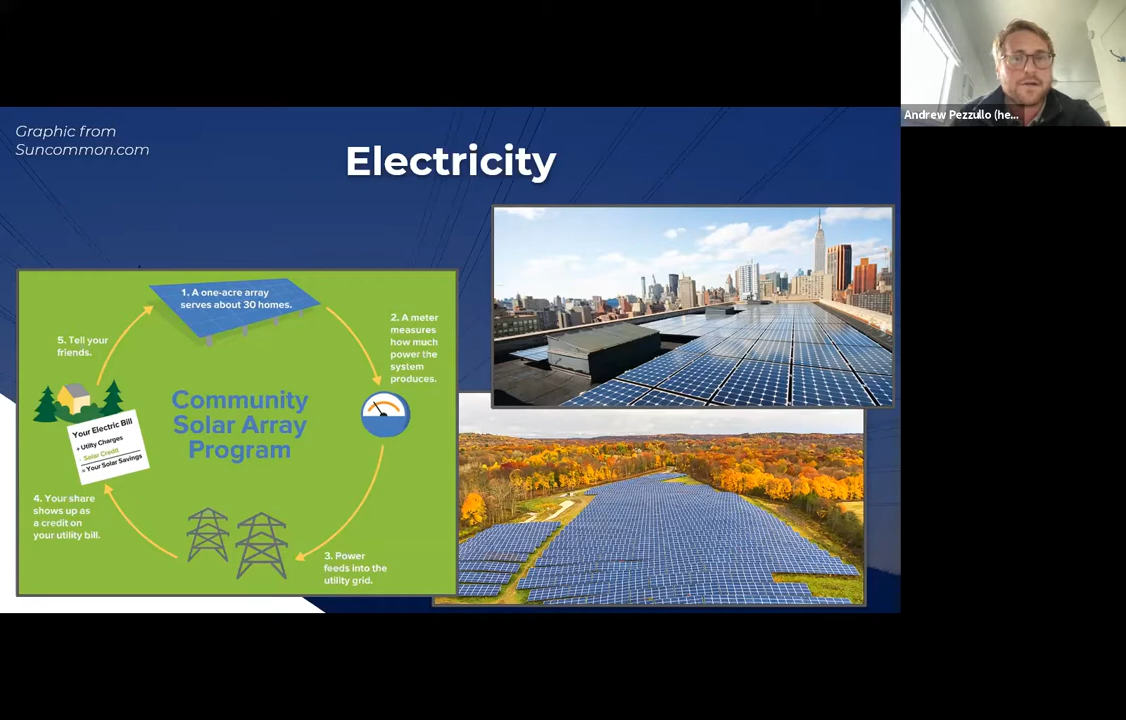 Andrew Pezzullo (he...
Graphic from
Suncommon.com
Electricity
1. A one-acre array
serves about 30 homes.
2. A meter
measures
how much
power the
system
produces.
3. Power
feeds into the
utility grid.
4. Your share
shows up as
a credit on
your utility bill.
Your Electric Bill
+ Utility Charges
- Solar Credit
= Your Solar Savings
5. Tell your
friends.
Community
Solar Array
Program